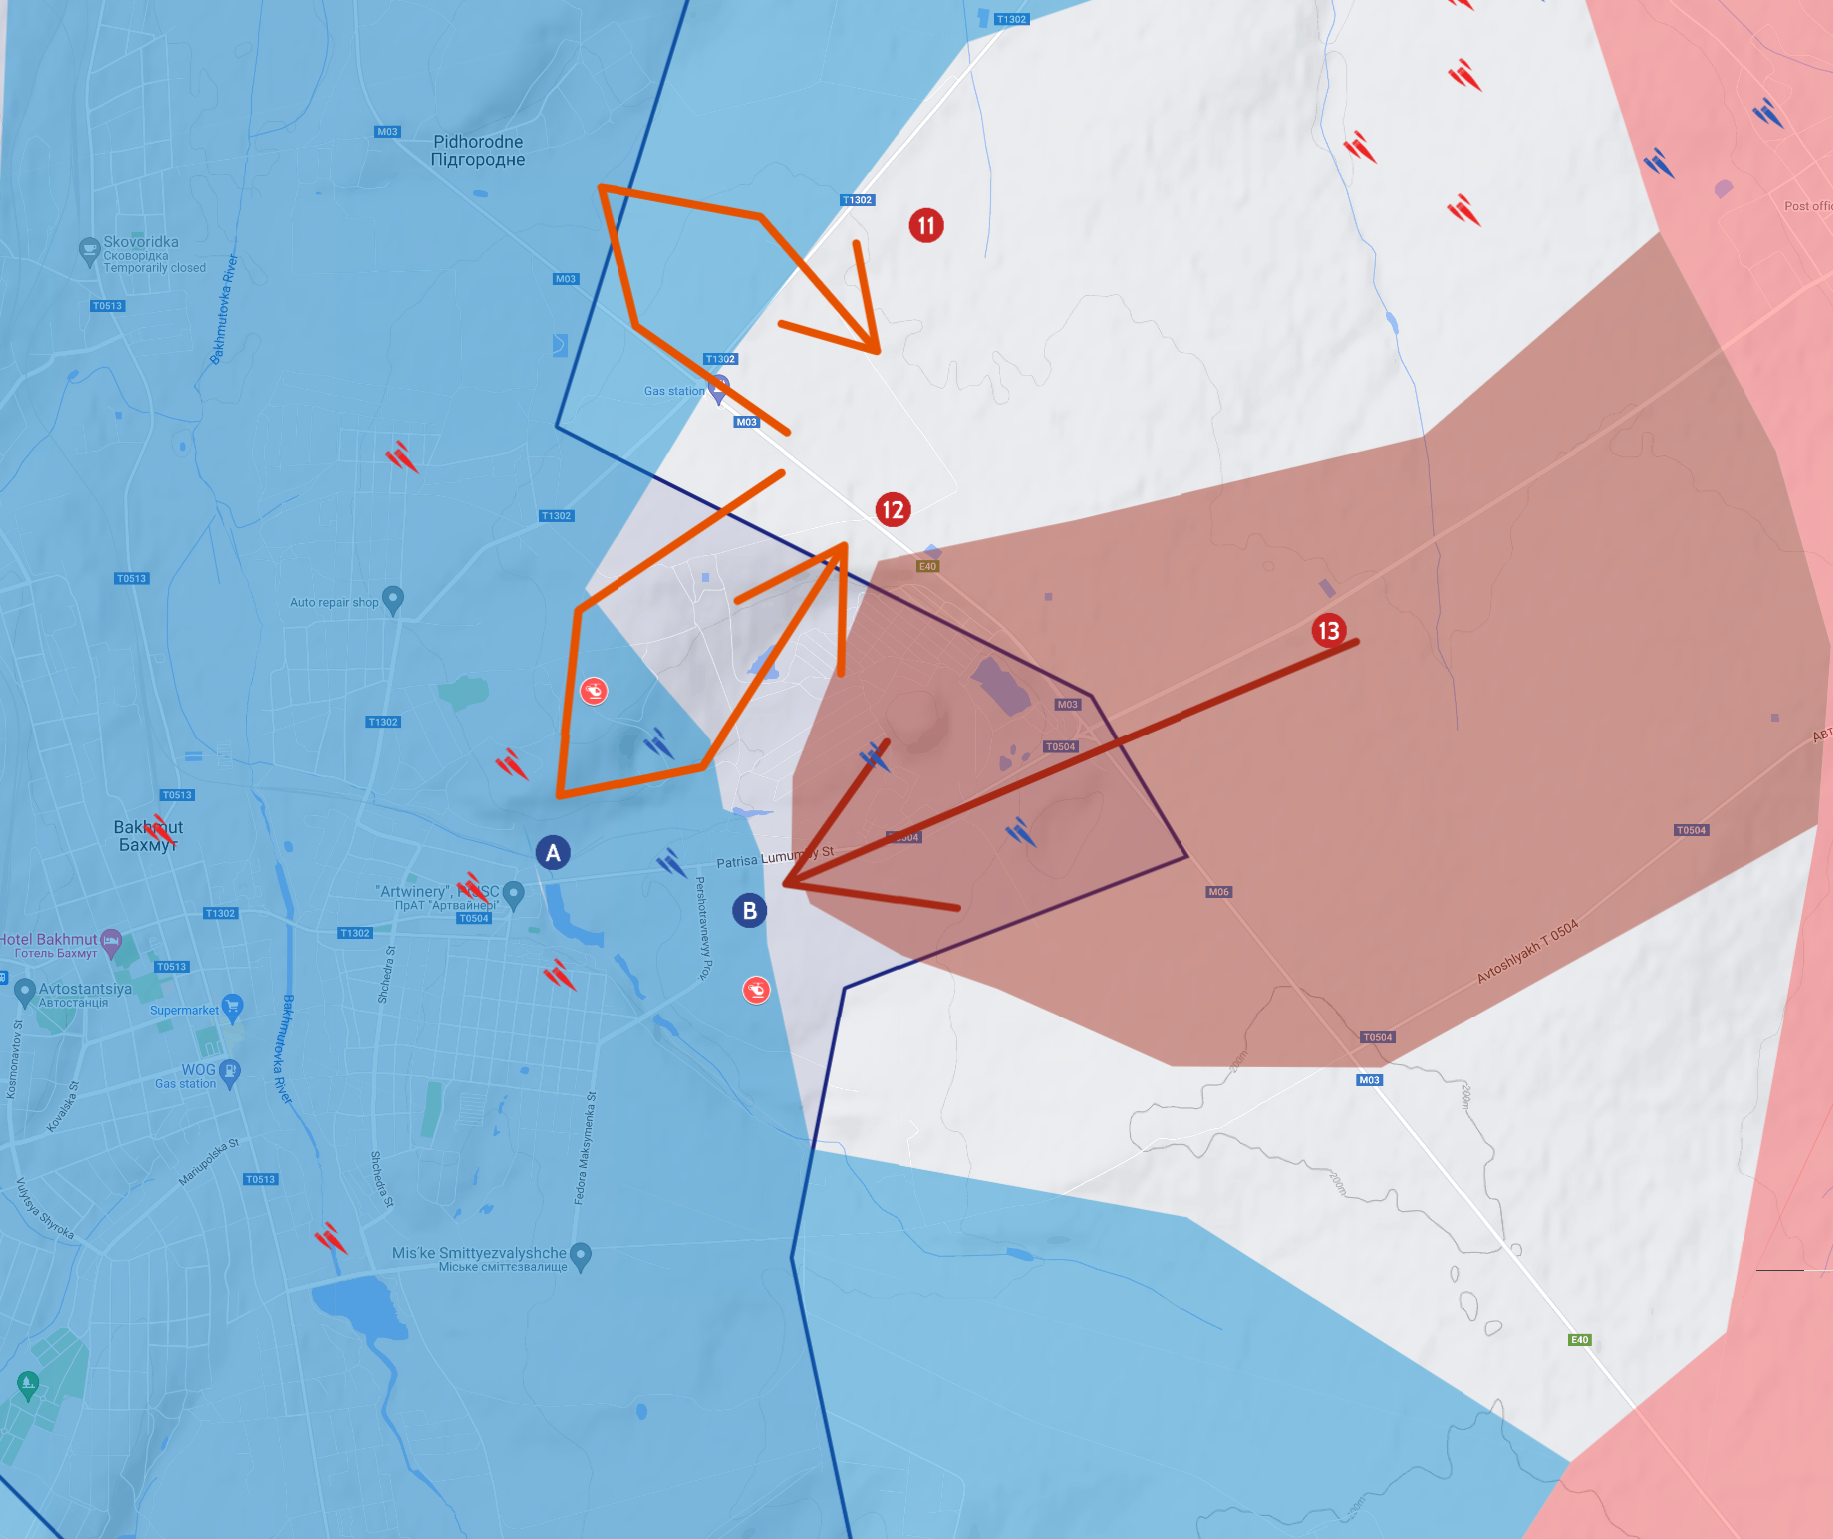 T1302
M03
Pidhorodne
Підгородне
T1302
11
Post offic
Skovoridka
Сковорідка
Temporarily closed
Bakhmutovka River
M03
T0513
T1302
Gas station
M03
T1302
12
E40
T0513
Auto repair shop
13
M03
T1302
T0504
Авт
T0513
Bakhmut
Бахмут
T0504
T0504
A
Patrisa Lumumby St
"Artwinery", PrJSC
ПрАТ "Артвайнері"
T0504
M06
B
Pershotravnevyy Prov
T1302
T1302
Hotel Bakhmut
Готель Бахмут
T0513
Shchedra St
Avtoshlyakh T 0504
Avtostantsiya
Автостанція
Supermarket
Bakhmutovka River
T0504
200m
WOG
Gas station
M03
Kosmonavtov St
Kovalska St
200m
Fedora Maksymenka St
Mariupolska St
T0513
Shchedra St
200m
Vulytsya Shyroka
Mis'ke Smittyezvalyshche
Міське сміттєзвалище
E40
200m